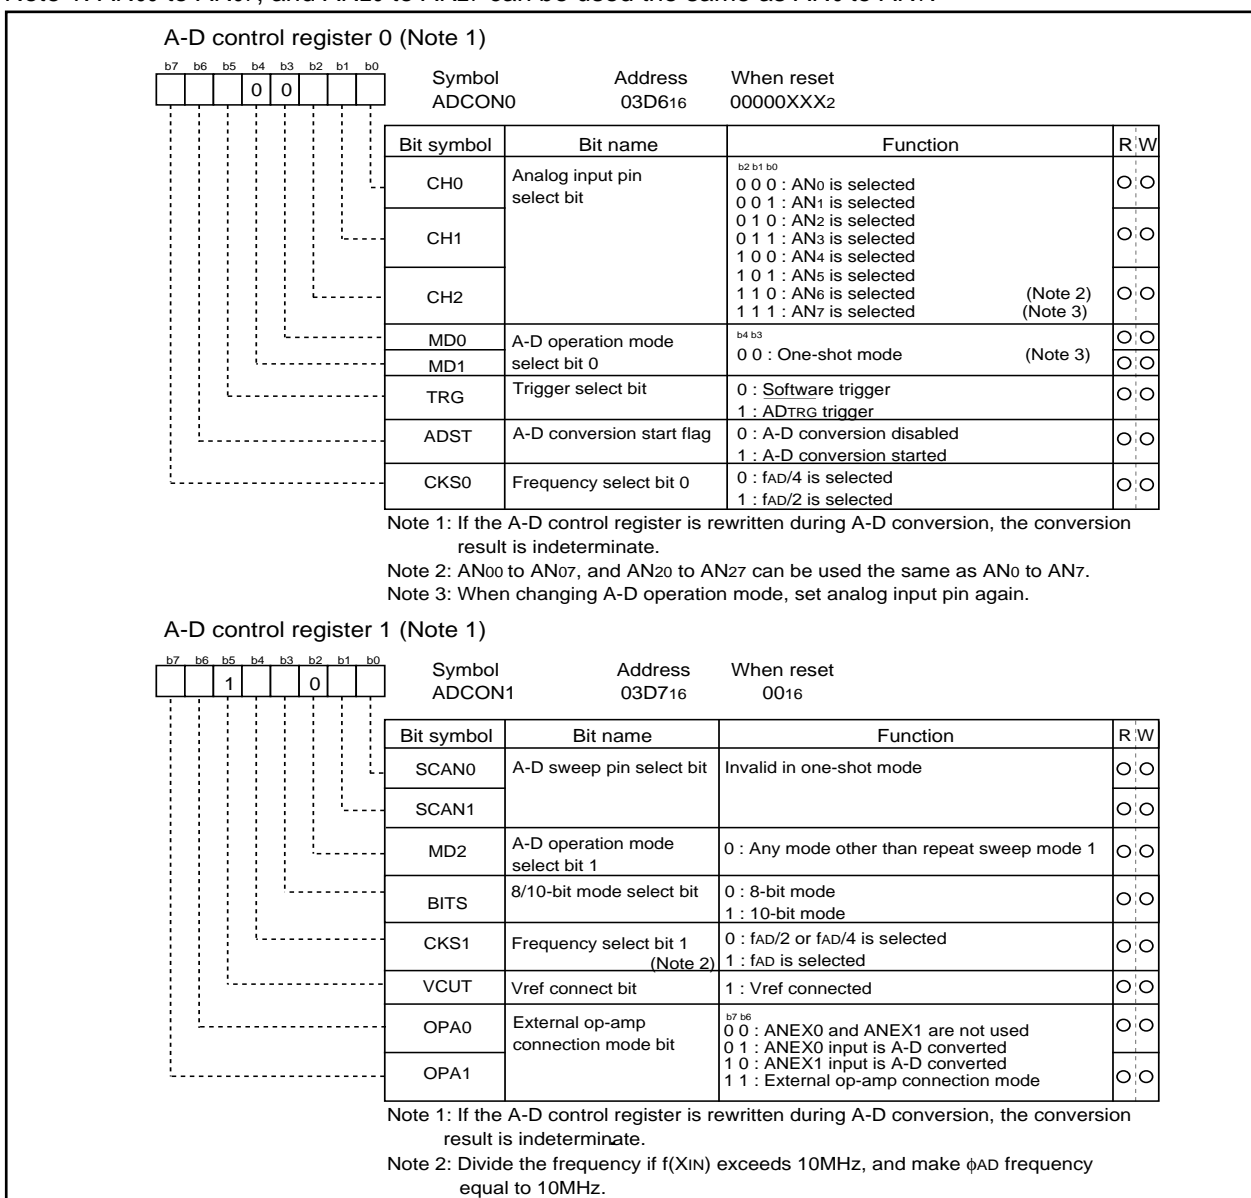 A-D control register 0 (Note 1)
b7 b6 b5 b4 b3 b2 b1 b0
0 0
Symbol Address When reset
ADCON0 03D616 00000XXX2
Bit symbol Bit name Function R W
CH0 Analog input pin select bit
b2 b1 b0
0 0 0 : AN0 is selected
0 0 1 : AN1 is selected
0 1 0 : AN2 is selected
CH1
0 1 1 : AN3 is selected
1 0 0 : AN4 is selected
1 0 1 : AN5 is selected
CH2
1 1 0 : AN6 is selected (Note 2)
1 1 1 : AN7 is selected (Note 3)
MD0 A-D operation mode
MD1 select bit 0
b4 b3
0 0 : One-shot mode (Note 3)
TRG Trigger select bit
0 : Software trigger
1 : ADTRG trigger
ADST A-D conversion start flag
0 : A-D conversion disabled
1 : A-D conversion started
CKS0 Frequency select bit 0
0 : fAD/4 is selected
1 : fAD/2 is selected
Note 1: If the A-D control register is rewritten during A-D conversion, the conversion
result is indeterminate.
Note 2: AN00 to AN07, and AN20 to AN27 can be used the same as AN0 to AN7.
Note 3: When changing A-D operation mode, set analog input pin again.
A-D control register 1 (Note 1)
b7 b6 b5 b4 b3 b2 b1 b0
1 0
Symbol Address When reset
ADCON1 03D716 0016
Bit symbol Bit name Function R W
SCAN0 A-D sweep pin select bit Invalid in one-shot mode
SCAN1
MD2 A-D operation mode
select bit 1
0 : Any mode other than repeat sweep mode 1
BITS 8/10-bit mode select bit
0 : 8-bit mode
1 : 10-bit mode
CKS1 Frequency select bit 1
(Note 2)
0 : fAD/2 or fAD/4 is selected
1 : fAD is selected
VCUT Vref connect bit 1 : Vref connected
OPA0 External op-amp
connection mode bit
b7 b6
0 0 : ANEX0 and ANEX1 are not used
0 1 : ANEX0 input is A-D converted
OPA1
1 0 : ANEX1 input is A-D converted
1 1 : External op-amp connection mode
Note 1: If the A-D control register is rewritten during A-D conversion, the conversion
result is indeterminate.
Note 2: Divide the frequency if f(XIN) exceeds 10MHz, and make ϕAD frequency
equal to 10MHz.